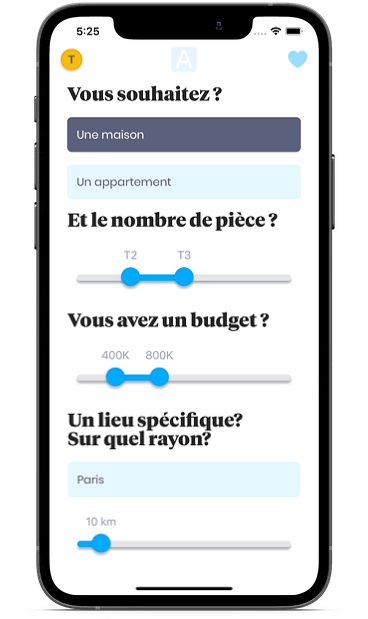 5:25
T
A
Vous souhaitez ?
Une maison
Un appartement
Et le nombre de pièce ?
T2 T3
Vous avez un budget ?
400K 800K
Un lieu spécifique?
Sur quel rayon?
Paris
10 km